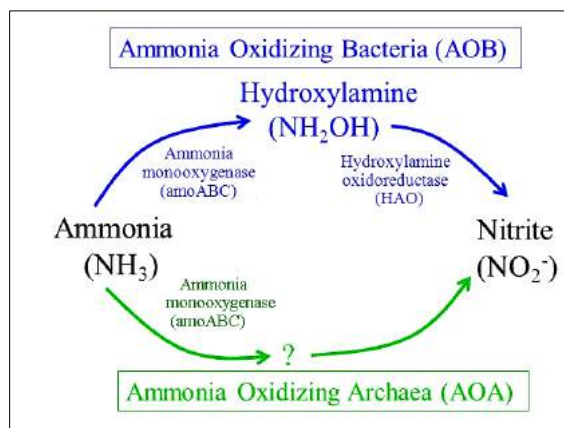 Ammonia Oxidizing Bacteria (AOB)
Hydroxylamine
(NH₂OH)
Ammonia
monooxygenase
(amoABC)
Hydroxylamine
oxidoreductase
(HAO)
Ammonia
(NH₃)
Nitrite
(NO₂⁻)
Ammonia
monooxygenase
(amoABC)
?
Ammonia Oxidizing Archaea (AOA)